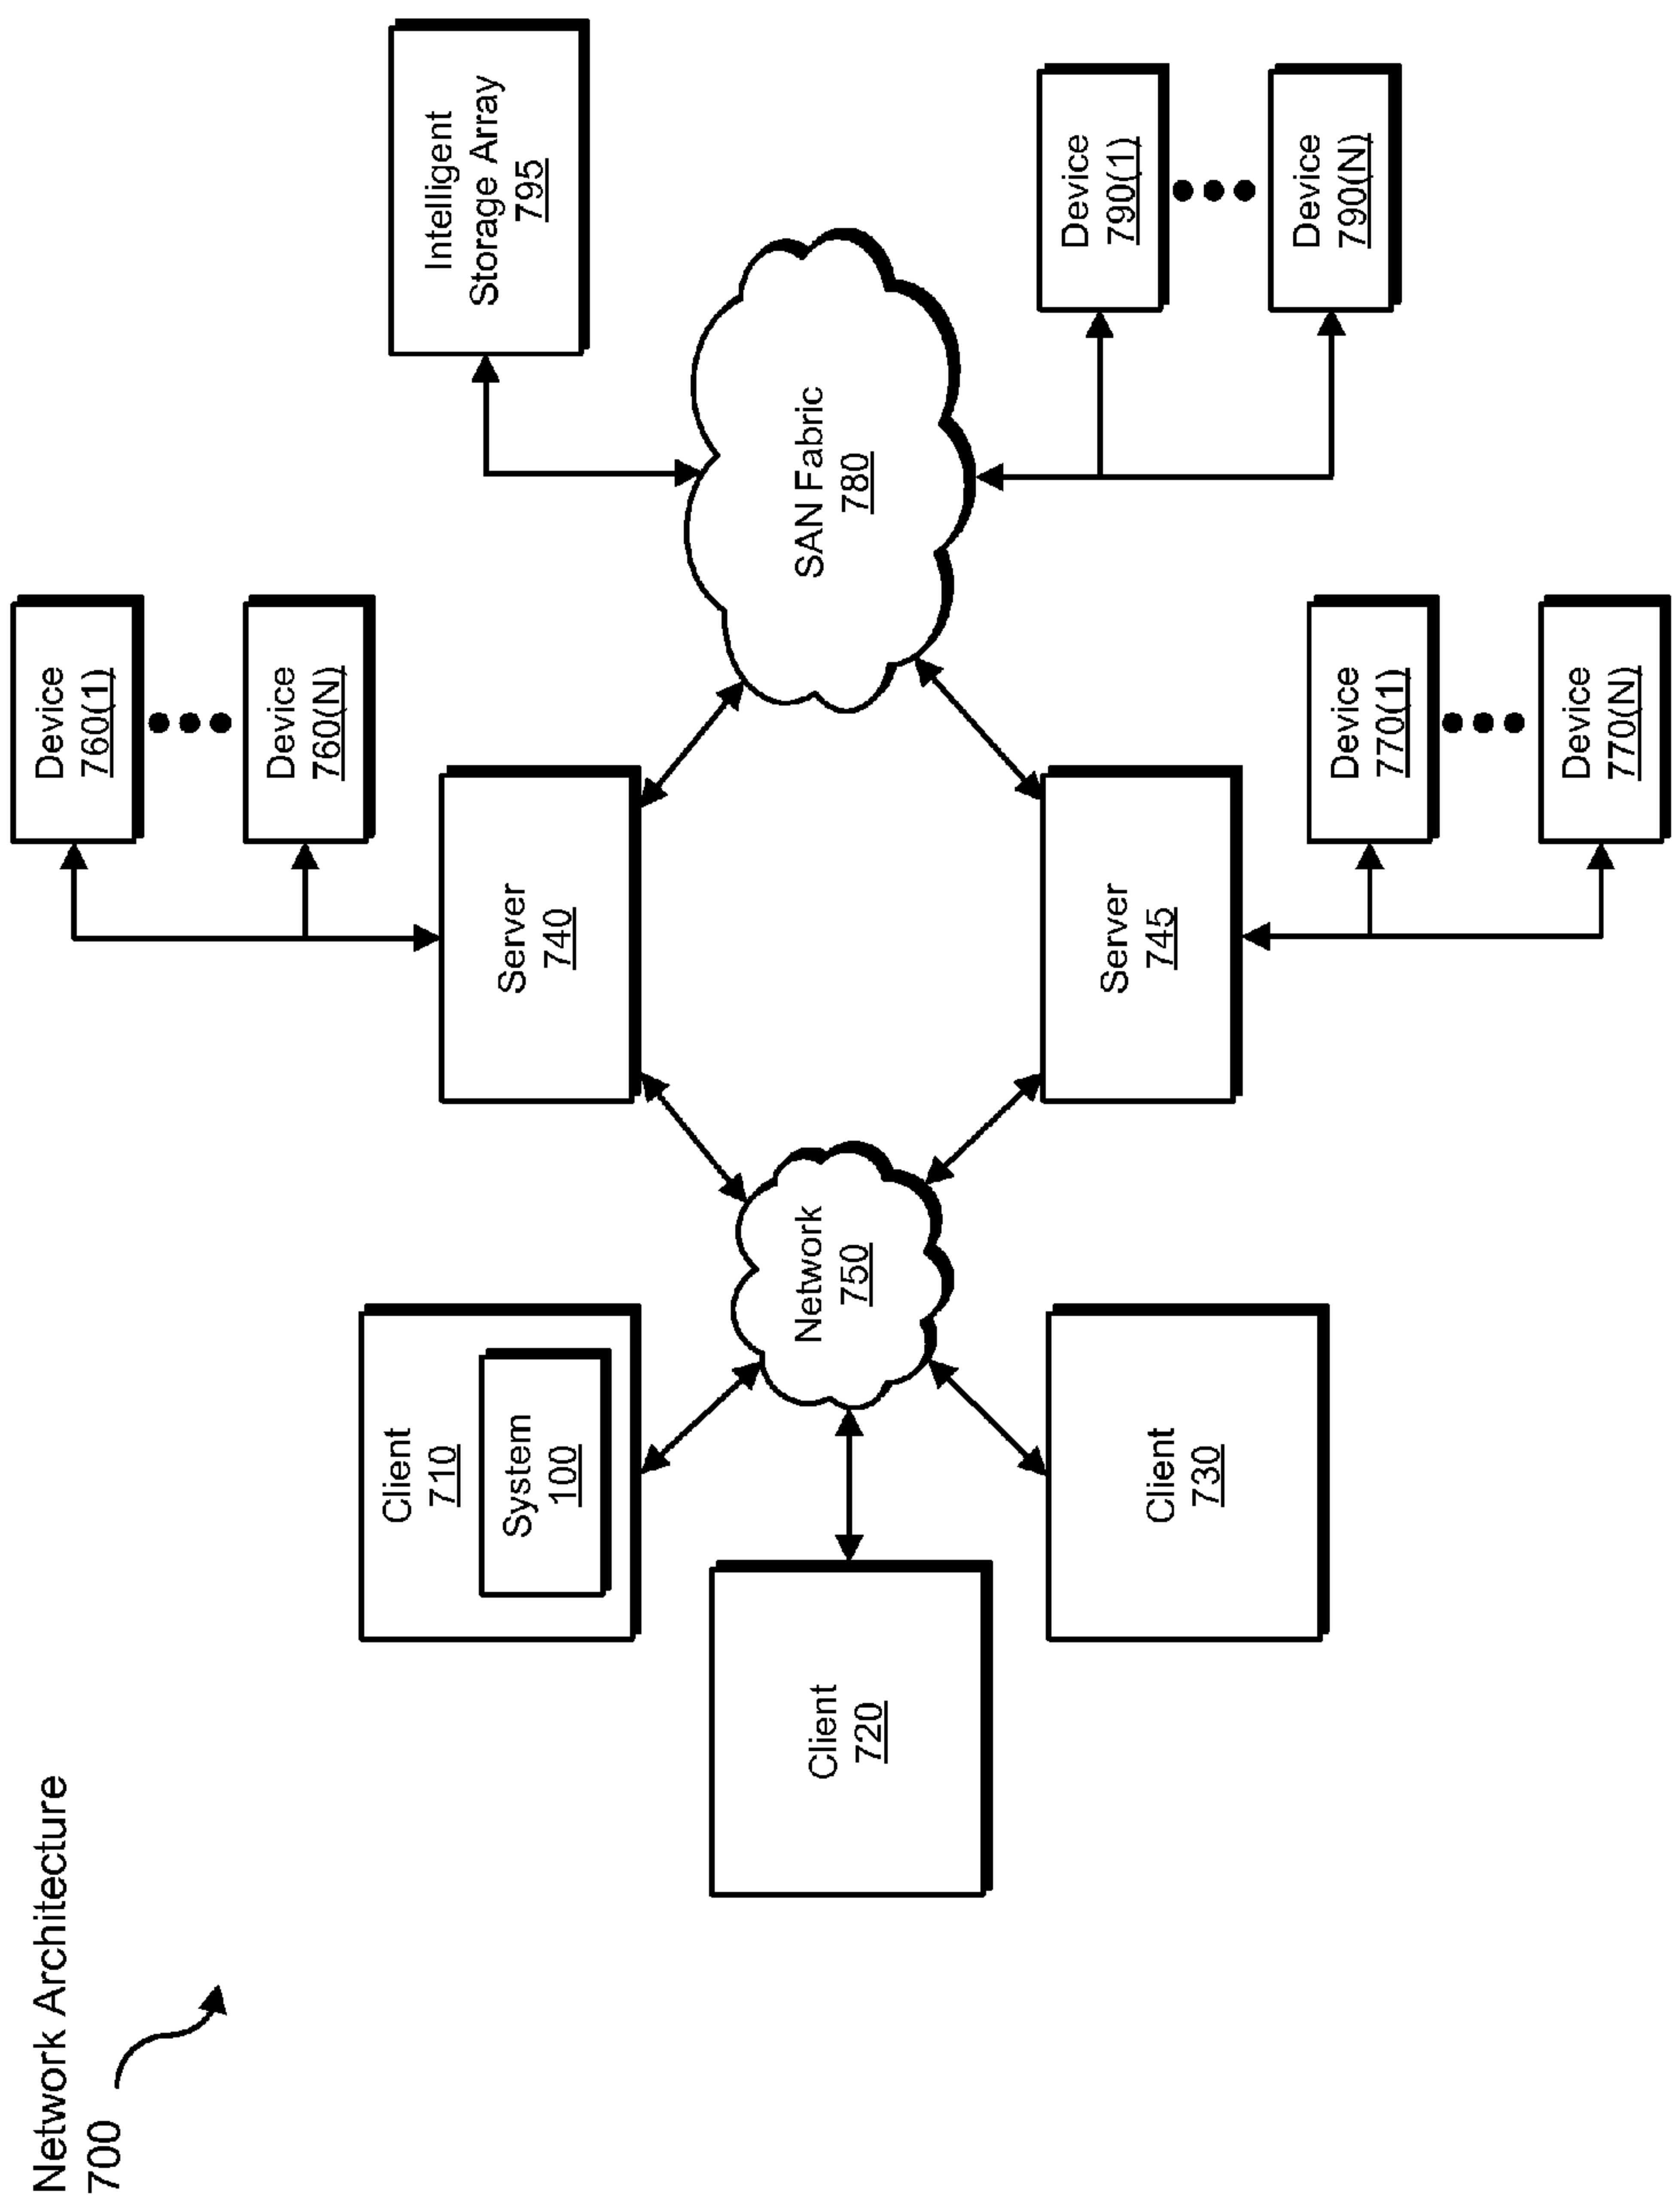 Network Architecture
700
Client
710
System
100
Client
720
Client
730
Network
750
Device
760(1)
Device
760(N)
Server
740
Server
745
Device
770(1)
Device
770(N)
SAN Fabric
780
Intelligent
Storage Array
795
Device
790(1)
Device
790(N)